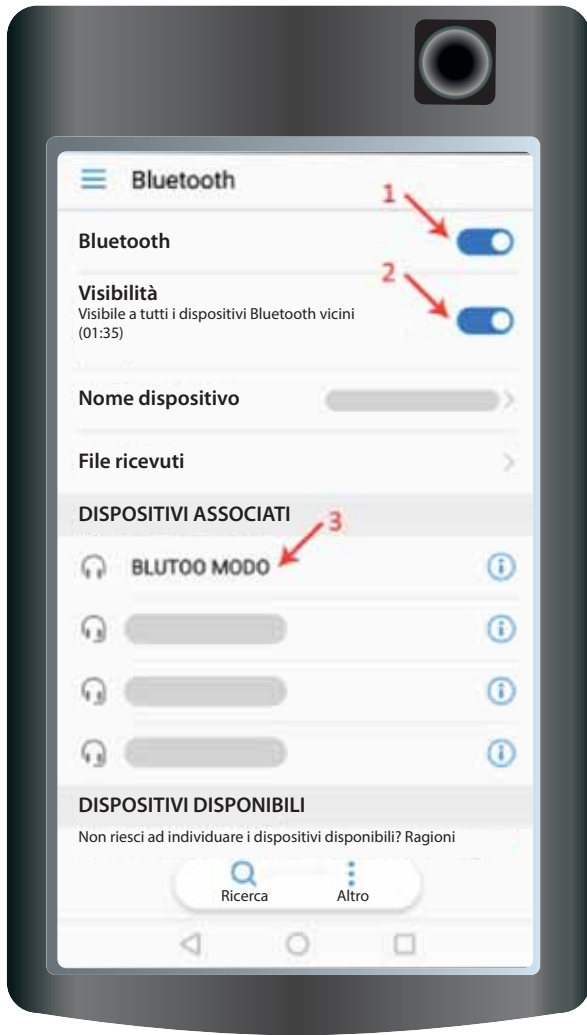 Bluetooth
1
Bluetooth
2
Visibilità
Visibile a tutti i dispositivi Bluetooth vicini
(01:35)
Nome dispositivo
File ricevuti
DISPOSITIVI ASSOCIATI
3
BLUTOO MODO
DISPOSITIVI DISPONIBILI
Non riesci ad individuare i dispositivi disponibili? Ragioni
Ricerca Altro